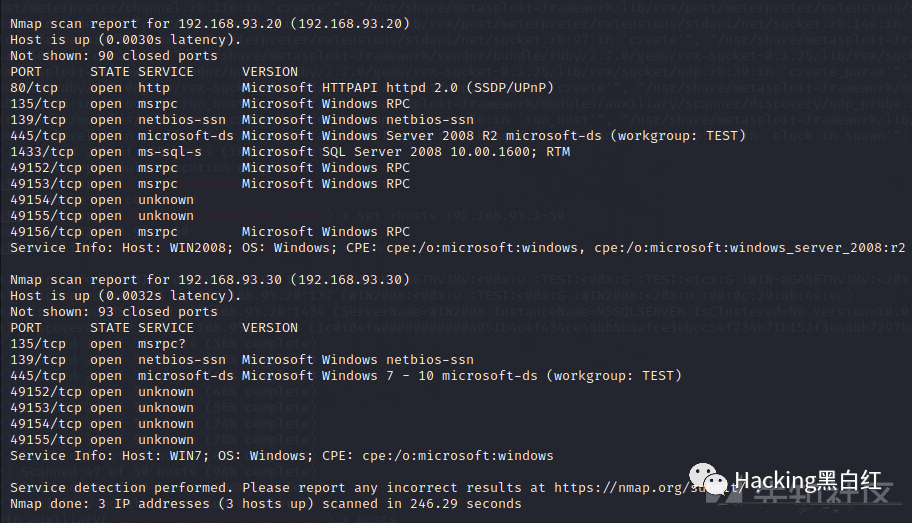 Nmap scan report for 192.168.93.20 (192.168.93.20)
Host is up (0.0030s latency).
Not shown: 90 closed ports
PORT      STATE SERVICE      VERSION
80/tcp    open  http         Microsoft HTTPAPI httpd 2.0 (SSDP/UPnP)
135/tcp   open  msrpc        Microsoft Windows RPC
139/tcp   open  netbios-ssn  Microsoft Windows netbios-ssn
445/tcp   open  microsoft-ds Microsoft Windows Server 2008 R2 microsoft-ds (workgroup: TEST)
1433/tcp  open  ms-sql-s     Microsoft SQL Server 2008 10.00.1600; RTM
49152/tcp open  msrpc        Microsoft Windows RPC
49153/tcp open  msrpc        Microsoft Windows RPC
49154/tcp open  unknown
49155/tcp open  unknown
49156/tcp open  msrpc        Microsoft Windows RPC
Service Info: Host: WIN2008; OS: Windows; CPE: cpe:/o:microsoft:windows, cpe:/o:microsoft:windows_server_2008:r2
Nmap scan report for 192.168.93.30 (192.168.93.30)
Host is up (0.0032s latency).
Not shown: 93 closed ports
PORT      STATE SERVICE      VERSION
135/tcp   open  msrpc?
139/tcp   open  netbios-ssn  Microsoft Windows netbios-ssn
445/tcp   open  microsoft-ds Microsoft Windows 7 - 10 microsoft-ds (workgroup: TEST)
49152/tcp open  unknown
49153/tcp open  unknown
49154/tcp open  unknown
49155/tcp open  unknown
Service Info: Host: WIN7; OS: Windows; CPE: cpe:/o:microsoft:windows
Service detection performed. Please report any incorrect results at https://nmap.org/submit/ .
Nmap done: 3 IP addresses (3 hosts up) scanned in 246.29 seconds
Hacking黑白红
先知社区